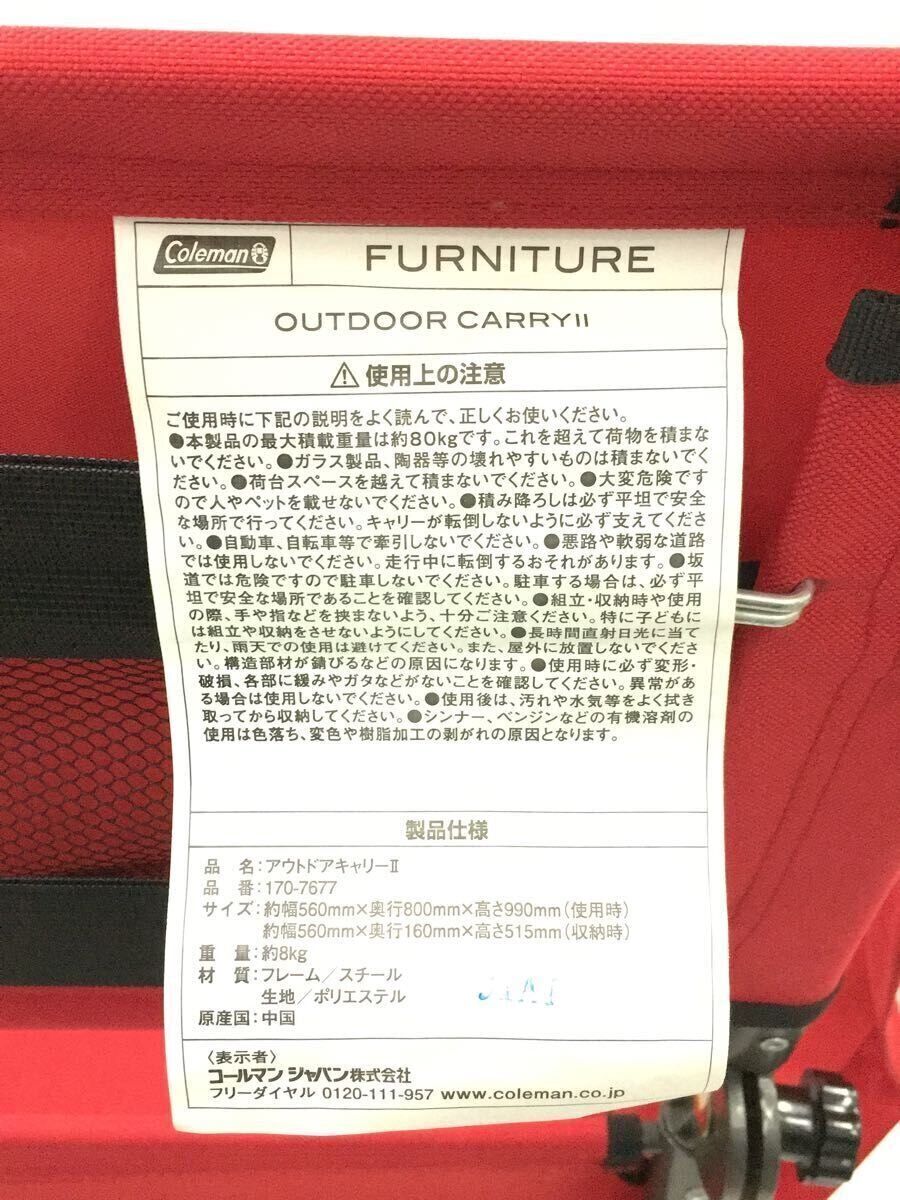 Coleman
FURNITURE
OUTDOOR CARRY II
⚠使用上の注意
ご使用時に下記の説明をよく読んで、正しくお使いください。
●本製品の最大積載重量は約80kgです。これを超えて荷物を積まな
いでください。●ガラス製品、陶器等の壊れやすいものは積まないでく
ださい。●荷台スペースを越えて積まないでください。●大変危険です
ので人やペットを載せないでください。●積み降ろしは必ず平坦で安全
な場所で行ってください。キャリーが転倒しないように必ず支えてくださ
い。●自動車、自転車等で牽引しないでください。●悪路や軟弱な道路
では使用しないでください。走行中に転倒するおそれがあります。●坂
道では危険ですので駐車しないでください。駐車する場合は、必ず平
坦で安全な場所であることを確認してください。●組立・収納時や使用
の際、手や指などを挟まないよう、十分ご注意ください。特に子どもに
は組立や収納をさせないようにしてください。●長時間直射日光に当て
たり、雨天での使用は避けてください。また、屋外に放置しないでくださ
い。構造部材が錆びるなどの原因になります。●使用時に必ず変形・
破損、各部に緩みやガタなどがないことを確認してください。異常があ
る場合は使用しないでください。●使用後は、汚れや水気等をよく拭き
取ってから収納してください。●シンナー、ベンジンなどの有機溶剤の
使用は色落ち、変色や樹脂加工の剥がれの原因となります。
製品仕様
品 名：アウトドアキャリーⅡ
品 番：170-7677
サイズ：約幅560mm×奥行800mm×高さ990mm（使用時）
約幅560mm×奥行160mm×高さ515mm（収納時）
重 量：約8kg
材 質：フレーム／スチール
生地／ポリエステル
原産国：中国
〈表示者〉
コールマン ジャパン株式会社
フリーダイヤル 0120-111-957 www.coleman.co.jp